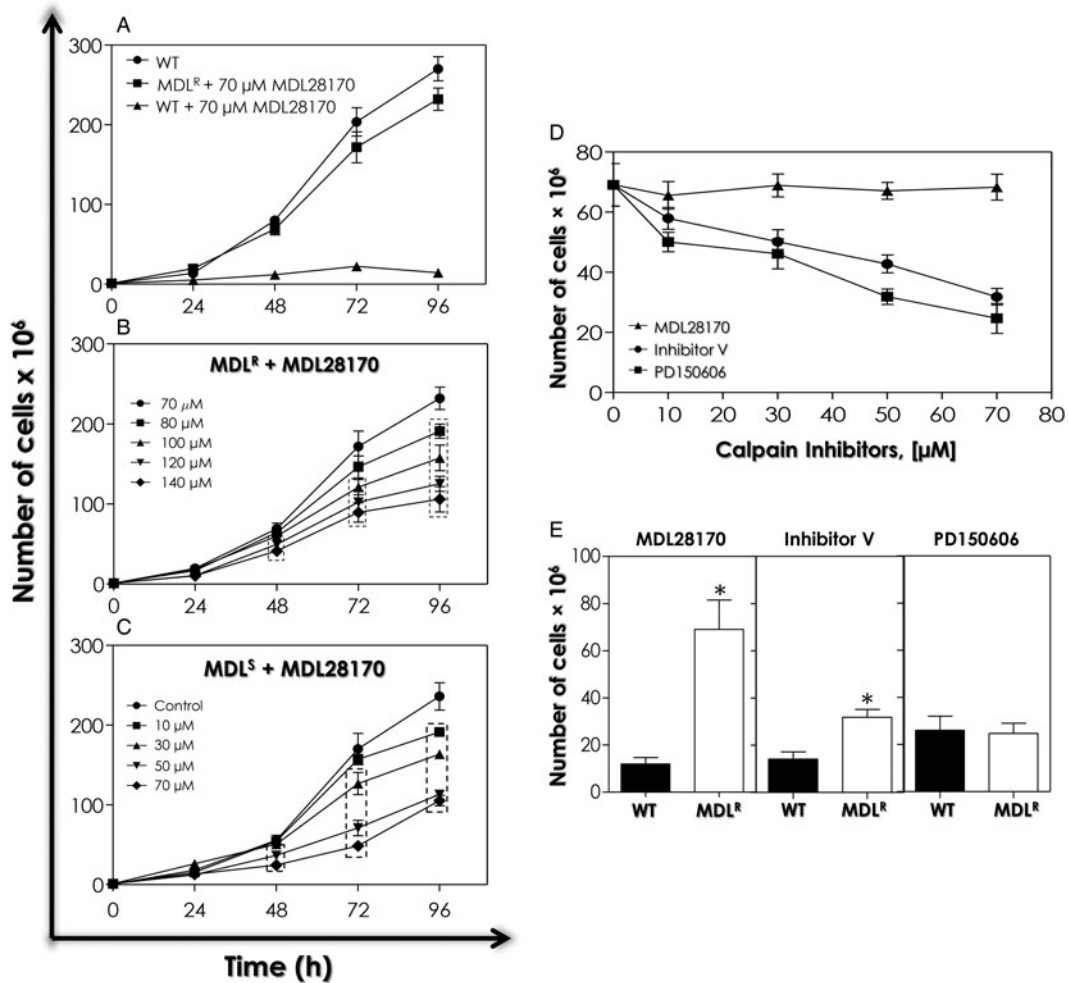 A
300
200
100
0
WT
MDLᴿ + 70 µM MDL28170
WT + 70 µM MDL28170
0 24 48 72 96
B
300
200
100
0
MDLᴿ + MDL28170
70 µM
80 µM
100 µM
120 µM
140 µM
0 24 48 72 96
C
300
200
100
0
MDLˢ + MDL28170
Control
10 µM
30 µM
50 µM
70 µM
0 24 48 72 96
Number of cells x 10⁶
Time (h)
D
80
60
40
20
0
Number of cells × 10⁶
MDL28170
Inhibitor V
PD150606
0 10 20 30 40 50 60 70 80
Calpain Inhibitors, [µM]
E
MDL28170 Inhibitor V PD150606
100
80
60
40
20
0
Number of cells × 10⁶
* *
WT MDLᴿ WT MDLᴿ WT MDLᴿ